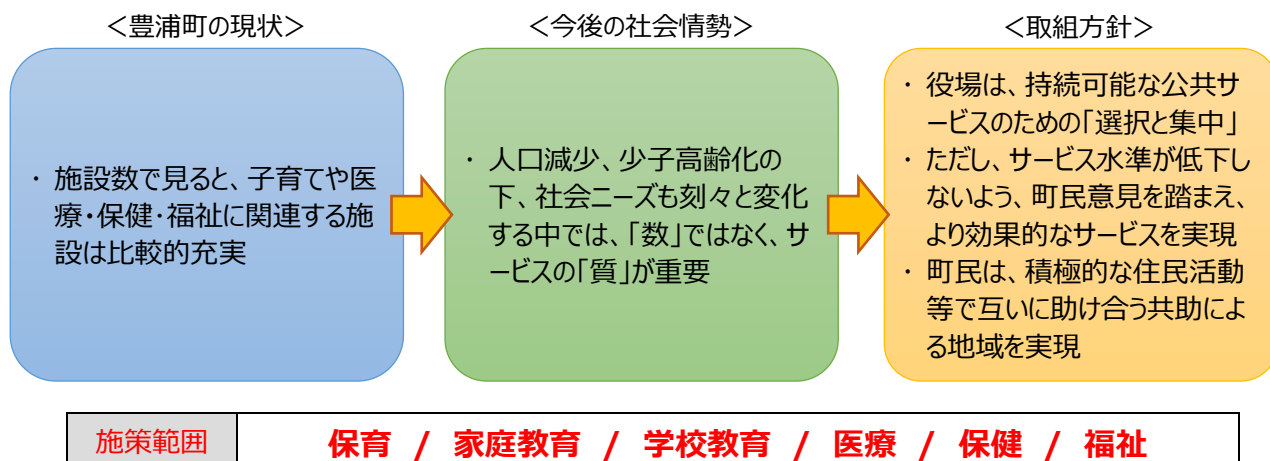 ＜豊浦町の現状＞
・ 施設数で見ると、子育てや医
療・保健・福祉に関連する施
設は比較的充実
＜今後の社会情勢＞
・ 人口減少、少子高齢化の
下、社会ニーズも刻々と変化
する中では、「数」ではなく、サ
ービスの「質」が重要
＜取組方針＞
・ 役場は、持続可能な公共サ
ービスのための「選択と集中」
・ ただし、サービス水準が低下し
ないよう、町民意見を踏まえ、
より効果的なサービスを実現
・ 町民は、積極的な住民活動
等で互いに助け合う共助によ
る地域を実現
施策範囲
保育 / 家庭教育 / 学校教育 / 医療 / 保健 / 福祉